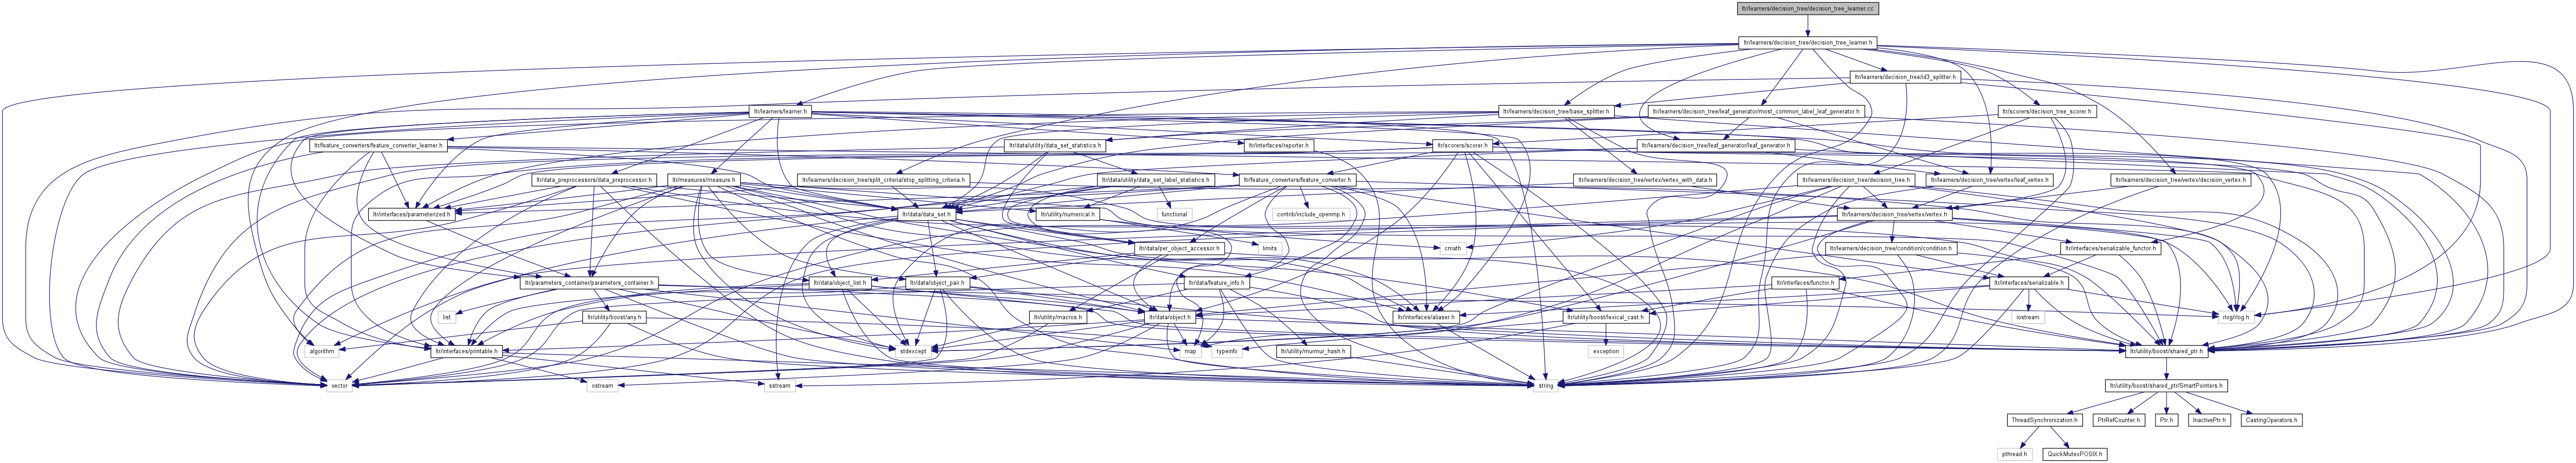 ltr/learners/decision_tree/decision_tree_learner.cc
ltr/learners/decision_tree/decision_tree_learner.h
ltr/learners/decision_tree/id3_splitter.h
ltr/learners/learner.h
ltr/learners/decision_tree/base_splitter.h
ltr/learners/decision_tree/leaf_generator/most_common_label_leaf_generator.h
ltr/scorers/decision_tree_scorer.h
ltr/feature_converters/feature_converter_learner.h
ltr/data/utility/data_set_statistics.h
ltr/interfaces/reporter.h
ltr/scorers/scorer.h
ltr/learners/decision_tree/leaf_generator/leaf_generator.h
ltr/data_preprocessors/data_preprocessor.h
ltr/measures/measure.h
ltr/learners/decision_tree/split_criteria/stop_splitting_criteria.h
ltr/data/utility/data_set_label_statistics.h
ltr/feature_converters/feature_converter.h
ltr/learners/decision_tree/vertex/vertex_with_data.h
ltr/learners/decision_tree/decision_tree.h
ltr/learners/decision_tree/vertex/leaf_vertex.h
ltr/learners/decision_tree/vertex/decision_vertex.h
ltr/interfaces/parameterized.h
ltr/data/data_set.h
ltr/utility/numerical.h
functional
contrib/include_openmp.h
ltr/learners/decision_tree/vertex/vertex.h
ltr/data/per_object_accessor.h
limits
cmath
ltr/learners/decision_tree/condition/condition.h
ltr/interfaces/serializable_functor.h
ltr/parameters_container/parameters_container.h
ltr/data/object_list.h
ltr/data/object_pair.h
ltr/data/feature_info.h
ltr/interfaces/functor.h
ltr/interfaces/serializable.h
list
ltr/utility/boost/any.h
ltr/utility/macros.h
ltr/data/object.h
ltr/interfaces/aliaser.h
ltr/utility/boost/lexical_cast.h
iostream
rlog/rlog.h
algorithm
ltr/interfaces/printable.h
stdexcept
map
typeinfo
ltr/utility/murmur_hash.h
exception
ltr/utility/boost/shared_ptr.h
vector
ostream
sstream
string
ltr/utility/boost/shared_ptr/SmartPointers.h
ThreadSynchronization.h
PtrRefCounter.h
Ptr.h
InactivePtr.h
CastingOperators.h
pthread.h
QuickMutexPOSIX.h